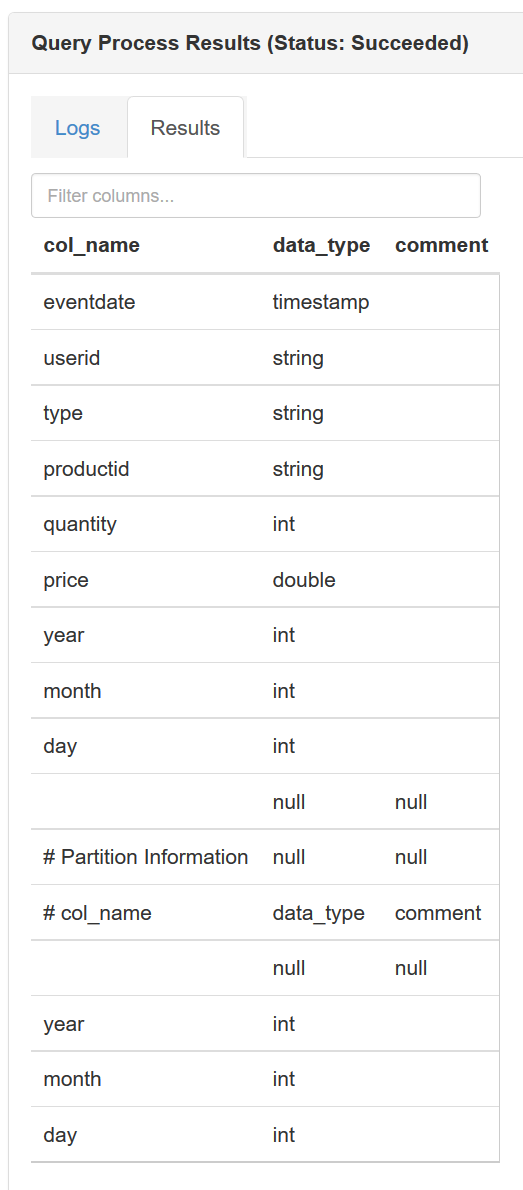 Query Process Results (Status: Succeeded)
Logs Results
Filter columns...
col_name data_type comment
eventdate timestamp
userid string
type string
productid string
quantity int
price double
year int
month int
day int
null null
# Partition Information null null
# col_name data_type comment
null null
year int
month int
day int